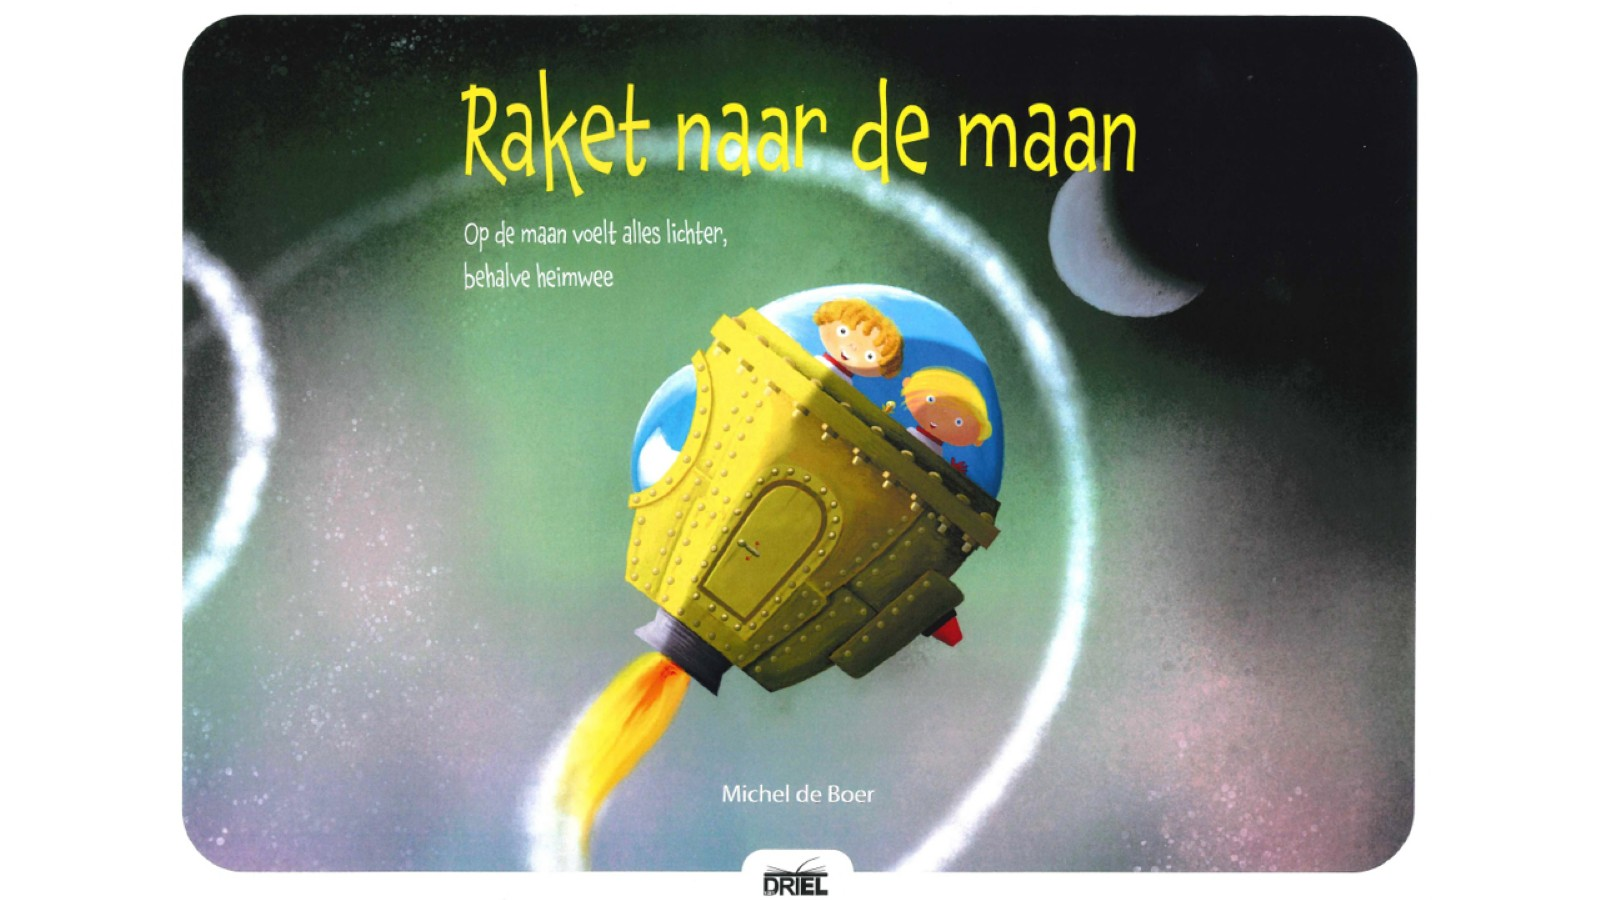 Raket naar de maan
Op de maan voelt alles lichter,
behalve heimwee
Michel de Boer
DRIEL